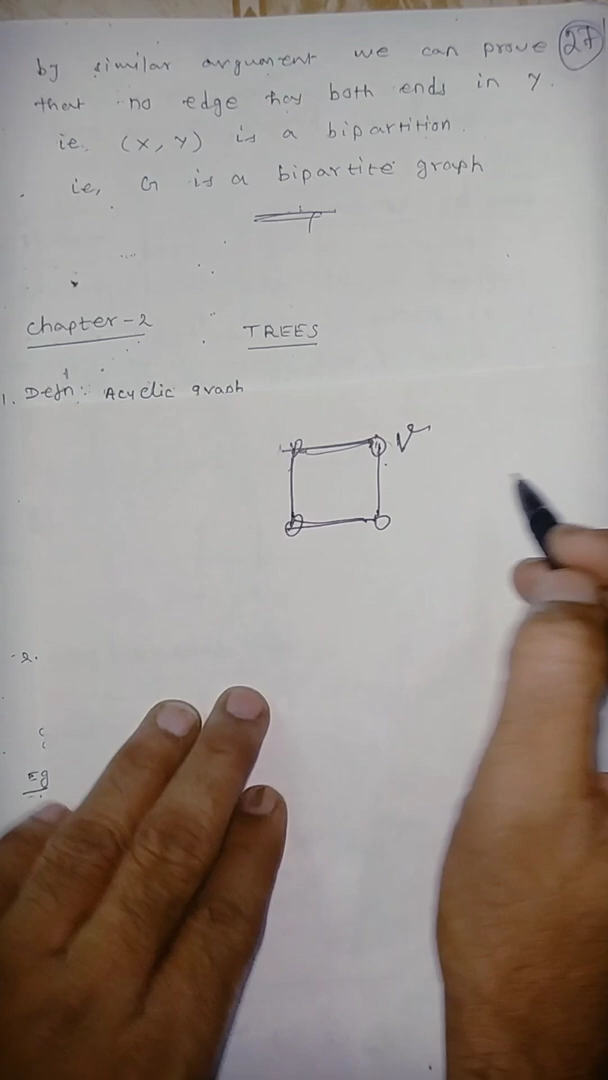 by similar argument we can prove 27
that no edge has both ends in Y.
ie. (X, Y) is a bipartition.
ie, G is a bipartite graph
Chapter-2 TREES
1. Defn: Acyclic graph
V
2.
Eg